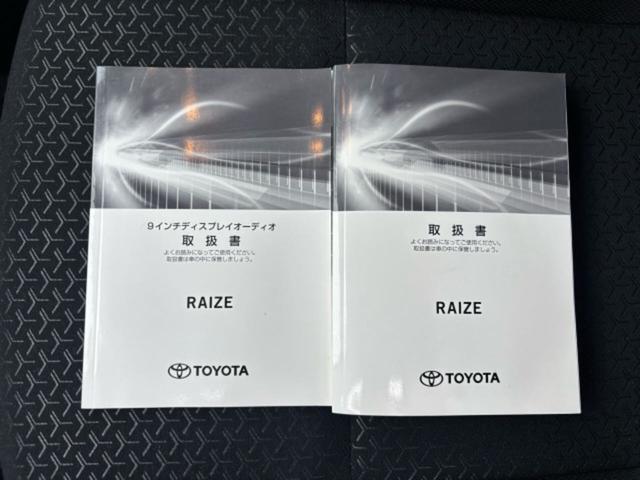 9インチディスプレイオーディオ
取扱書
よくお読みになってご使用ください。
取扱書は車の中に保管しましょう。
RAIZE
TOYOTA
取扱書
よくお読みになってご使用ください。
取扱書は車の中に保管しましょう。
RAIZE
TOYOTA